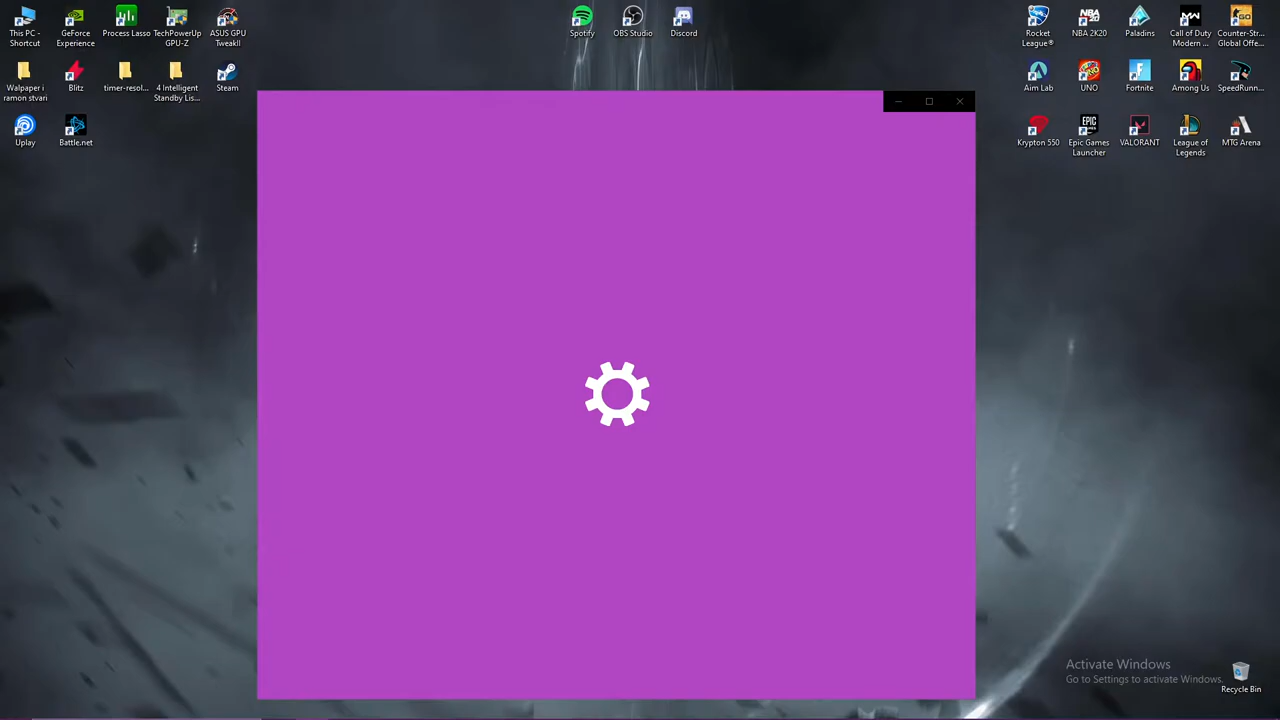 This PC -
Shortcut
GeForce
Experience
Process Lasso
TechPowerUp
GPU-Z
ASUS GPU
TweakII
Spotify
OBS Studio
Discord
Rocket
League®
NBA 2K20
Paladins
Call of Duty
Modern ...
Counter-Str...
Global Offe...
Walpaper i
ramon stvari
Blitz
timer-resol...
4 Intelligent
Standby Lis...
Steam
Aim Lab
UNO
Fortnite
Among Us
SpeedRunn...
Uplay
Battle.net
Krypton 550
Epic Games
Launcher
VALORANT
League of
Legends
MTG Arena
Activate Windows
Go to Settings to activate Windows.
Recycle Bin